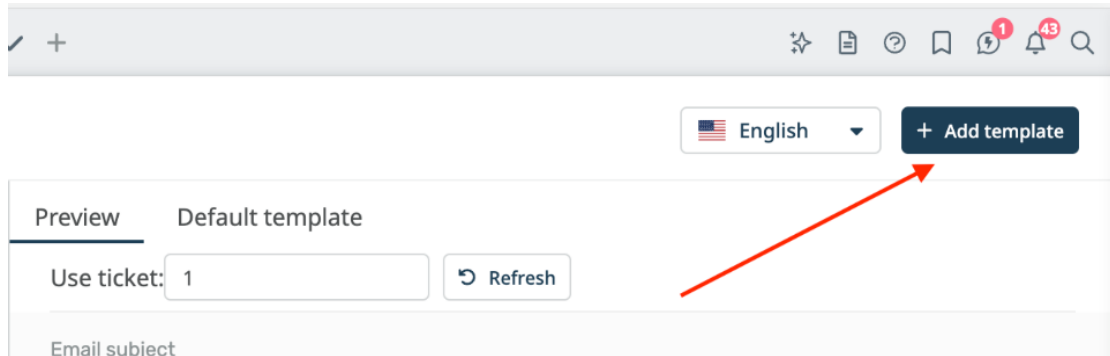 1
43
English
+ Add template
Preview
Default template
Use ticket:
1
Refresh
Email subject